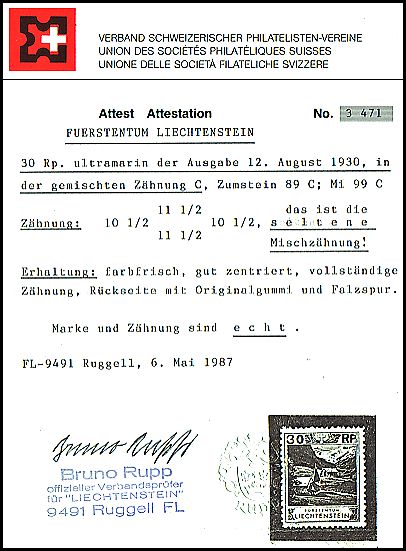 VERBAND SCHWEIZERISCHER PHILATELISTEN-VEREINE
UNION DES SOCIÉTÉS PHILATÉLIQUES SUISSES
UNIONE DELLE SOCIETÀ FILATELICHE SVIZZERE
Attest Attestation No. 3 471
FUERSTENTUM LIECHTENSTEIN
30 Rp. ultramarin der Ausgabe 12. August 1930, in
der gemischten Zähnung C, Zumstein 89 C; Mi 99 C
11 1/2 das ist die
Zähnung: 10 1/2 10 1/2, s e l t e n e
11 1/2 Mischzähnung!
Erhaltung: farbfrisch, gut zentriert, vollständige
Zähnung, Rückseite mit Originalgummi und Falzspur.
Marke und Zähnung sind e c h t .
FL-9491 Ruggell, 6. Mai 1987
Bruno Rupp
Bruno Rupp
offizieller Verbandsprüfer
für "LIECHTENSTEIN"
9491 Ruggell FL
30 RP.
FÜRSTENTUM
LIECHTENSTEIN